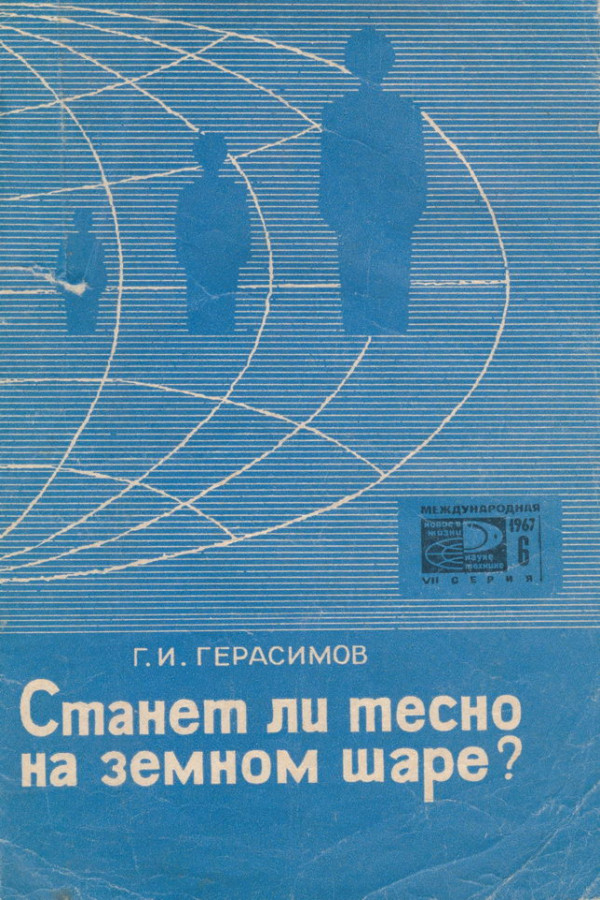 МЕЖДУНАРОДНАЯ
новое в
жизни
науке
технике
1967
6
VII СЕРИЯ
Г.И. ГЕРАСИМОВ
Станет ли тесно
на земном шаре?